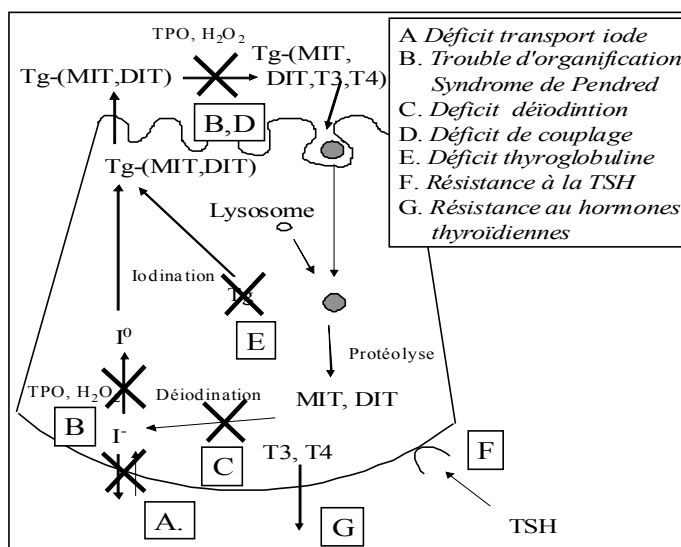 TPO, H₂O₂
Tg-(MIT,DIT)
Tg-(MIT,
DIT,T3,T4)
B,D
Tg-(MIT,DIT)
Lysosome
Iodination
Tg
E
I⁰
Protéolyse
TPO, H₂O₂
Déiodination
MIT, DIT
B
I⁻
C
T3, T4
F
A.
G
TSH
A Déficit transport iode
B. Trouble d'organification
Syndrome de Pendred
C. Deficit déïodintion
D. Déficit de couplage
E. Déficit thyroglobuline
F. Résistance à la TSH
G. Résistance au hormones
thyroïdiennes